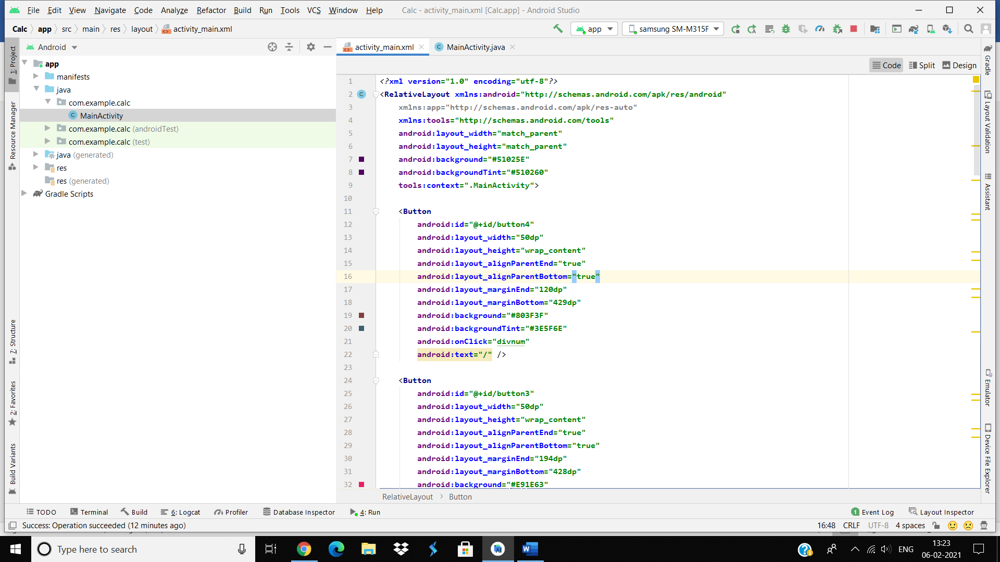 File Edit View Navigate Code Analyze Refactor Build Run Tools VCS Window Help Calc - activity_main.xml [Calc.app] - Android Studio
Calc app src main res layout activity_main.xml app samsung SM-M315F
Android
activity_main.xml MainActivity.java
Code Split Design
1: Project
Resource Manager
7: Structure
2: Favorites
Build Variants
app
manifests
java
com.example.calc
MainActivity
com.example.calc (androidTest)
com.example.calc (test)
java (generated)
res
res (generated)
Gradle Scripts
1 <?xml version="1.0" encoding="utf-8"?>
2 <RelativeLayout xmlns:android="http://schemas.android.com/apk/res/android"
3 xmlns:app="http://schemas.android.com/apk/res-auto"
4 xmlns:tools="http://schemas.android.com/tools"
5 android:layout_width="match_parent"
6 android:layout_height="match_parent"
7 android:background="#51025E"
8 android:backgroundTint="#510260"
9 tools:context=".MainActivity">
10
11 <Button
12 android:id="@+id/button4"
13 android:layout_width="50dp"
14 android:layout_height="wrap_content"
15 android:layout_alignParentEnd="true"
16 android:layout_alignParentBottom="true"
17 android:layout_marginEnd="120dp"
18 android:layout_marginBottom="429dp"
19 android:background="#803F3F"
20 android:backgroundTint="#3E5F6E"
21 android:onClick="divnum"
22 android:text="/" />
23
24 <Button
25 android:id="@+id/button3"
26 android:layout_width="50dp"
27 android:layout_height="wrap_content"
28 android:layout_alignParentEnd="true"
29 android:layout_alignParentBottom="true"
30 android:layout_marginEnd="194dp"
31 android:layout_marginBottom="428dp"
32 android:background="#E91E63"
RelativeLayout Button
Gradle
Layout Validation
Assistant
Emulator
Device File Explorer
TODO Terminal Build 6: Logcat Profiler Database Inspector 4: Run 1 Event Log Layout Inspector
Success: Operation succeeded (12 minutes ago) 16:48 CRLF UTF-8 4 spaces
Type here to search ENG 13:23
06-02-2021